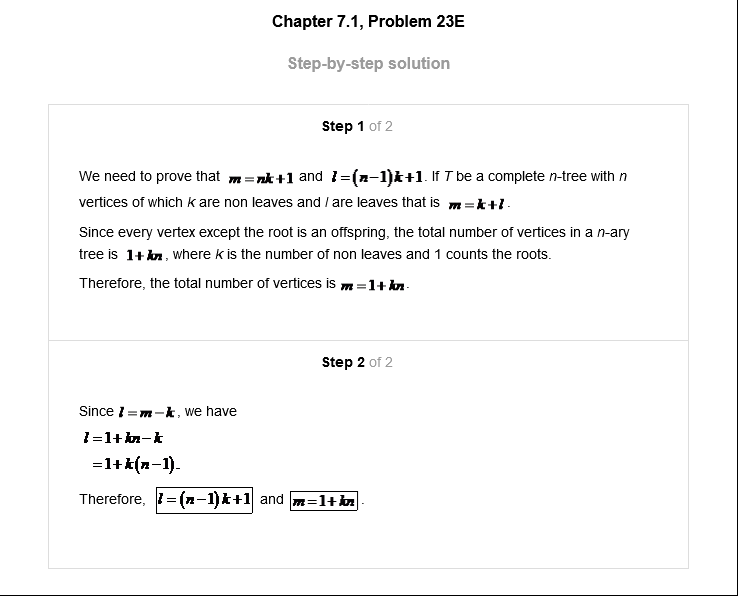 Chapter 7.1, Problem 23E
Step-by-step solution
Step 1 of 2
We need to prove that m=nk+1 and l=(n−1)k+1. If T be a complete n-tree with n
vertices of which k are non leaves and l are leaves that is m=k+l.
Since every vertex except the root is an offspring, the total number of vertices in a n-ary
tree is 1+kn, where k is the number of non leaves and 1 counts the roots.
Therefore, the total number of vertices is m=1+kn.
Step 2 of 2
Since l=m−k, we have
l=1+kn−k
=1+k(n−1).
Therefore, l=(n−1)k+1 and m=1+kn.